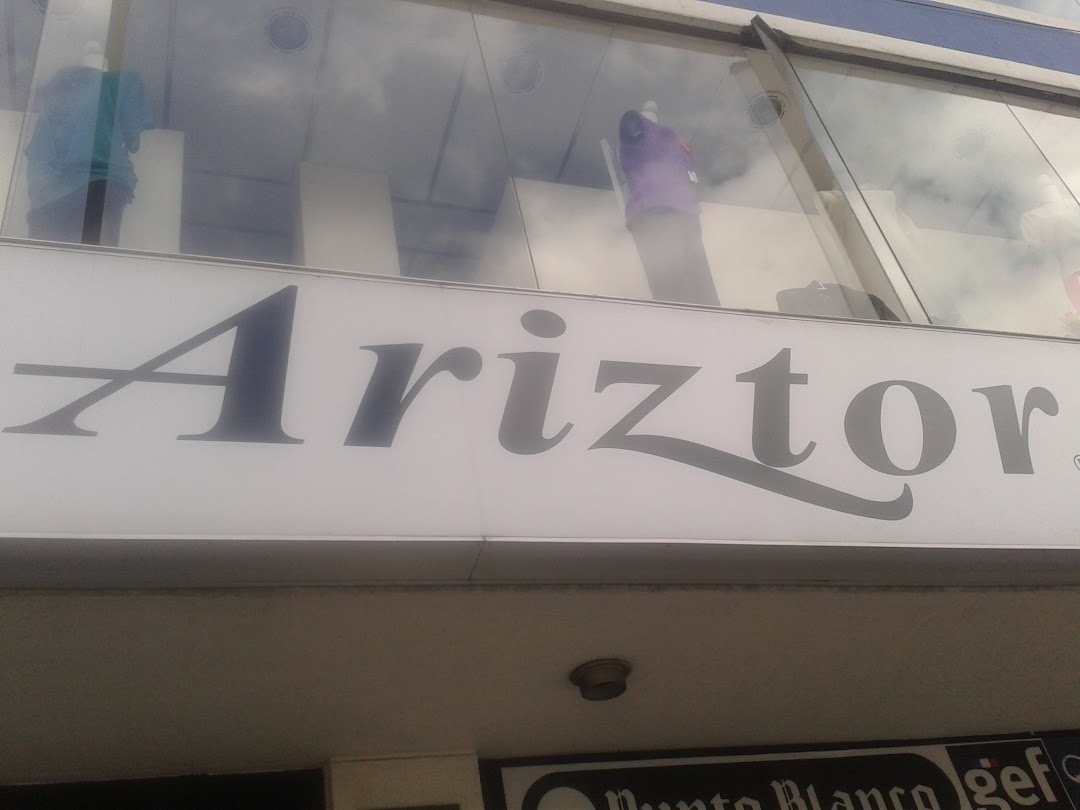 Ariztor
Punto Blanco
gef